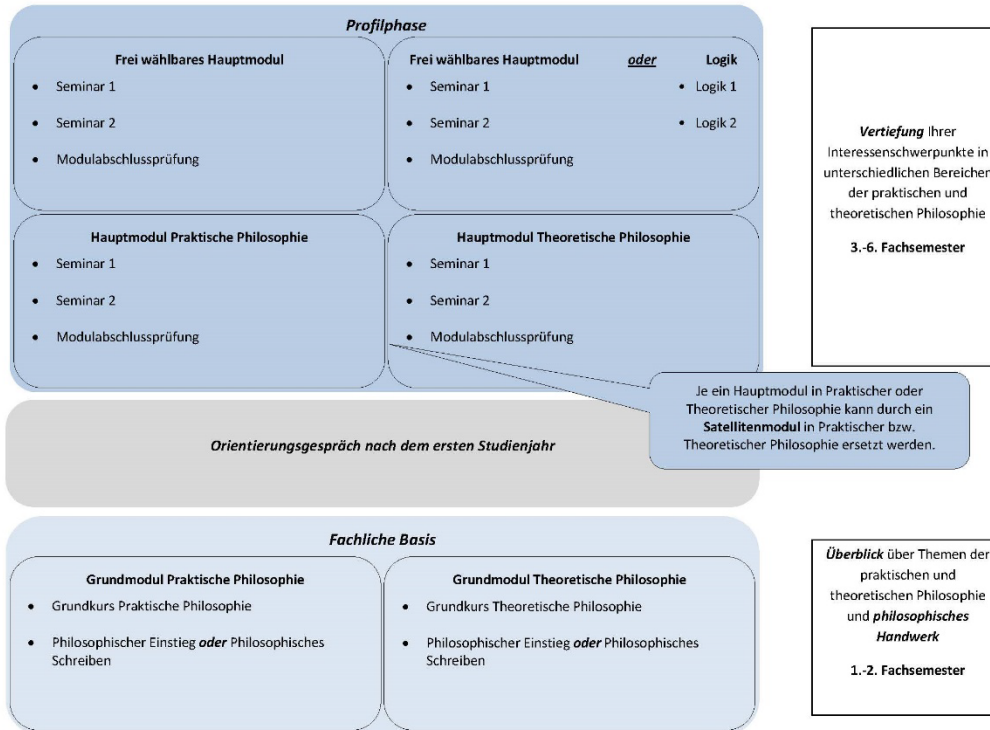 Profilphase
Frei wählbares Hauptmodul
• Seminar 1
• Seminar 2
• Modulabschlussprüfung
Frei wählbares Hauptmodul oder Logik
• Seminar 1 • Logik 1
• Seminar 2 • Logik 2
• Modulabschlussprüfung
Hauptmodul Praktische Philosophie
• Seminar 1
• Seminar 2
• Modulabschlussprüfung
Hauptmodul Theoretische Philosophie
• Seminar 1
• Seminar 2
• Modulabschlussprüfung
Vertiefung Ihrer
Interessenschwerpunkte in
unterschiedlichen Bereichen
der praktischen und
theoretischen Philosophie
3.-6. Fachsemester
Je ein Hauptmodul in Praktischer oder
Theoretischer Philosophie kann durch ein
Satellitenmodul in Praktischer bzw.
Theoretischer Philosophie ersetzt werden.
Orientierungsgespräch nach dem ersten Studienjahr
Fachliche Basis
Grundmodul Praktische Philosophie
• Grundkurs Praktische Philosophie
• Philosophischer Einstieg oder Philosophisches
Schreiben
Grundmodul Theoretische Philosophie
• Grundkurs Theoretische Philosophie
• Philosophischer Einstieg oder Philosophisches
Schreiben
Überblick über Themen der
praktischen und
theoretischen Philosophie
und philosophisches
Handwerk
1.-2. Fachsemester